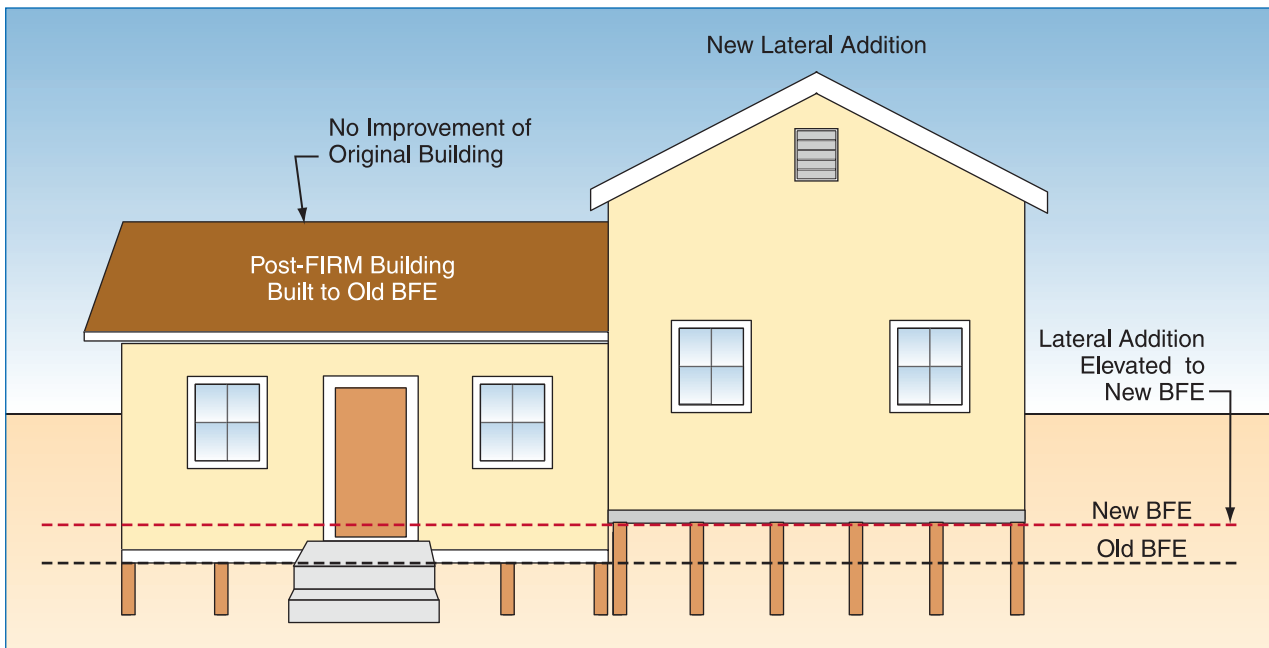 New Lateral Addition
No Improvement of
Original Building
Post-FIRM Building
Built to Old BFE
Lateral Addition
Elevated to
New BFE
New BFE
Old BFE